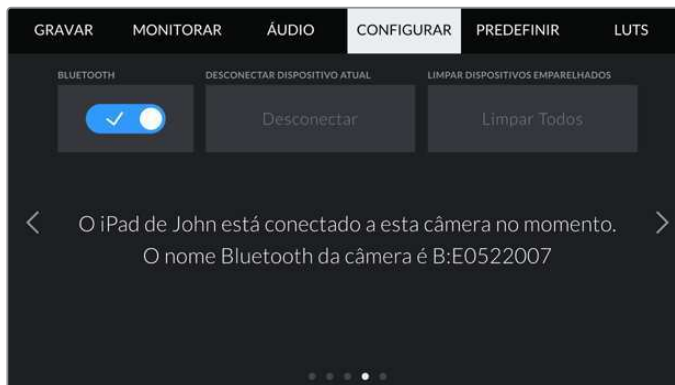 GRAVAR MONITORAR ÁUDIO CONFIGURAR PREDEFINIR LUTS
BLUETOOTH DESCONECTAR DISPOSITIVO ATUAL LIMPAR DISPOSITIVOS EMPARELHADOS
Desconectar Limpar Todos
O iPad de John está conectado a esta câmera no momento.
O nome Bluetooth da câmera é B:E0522007